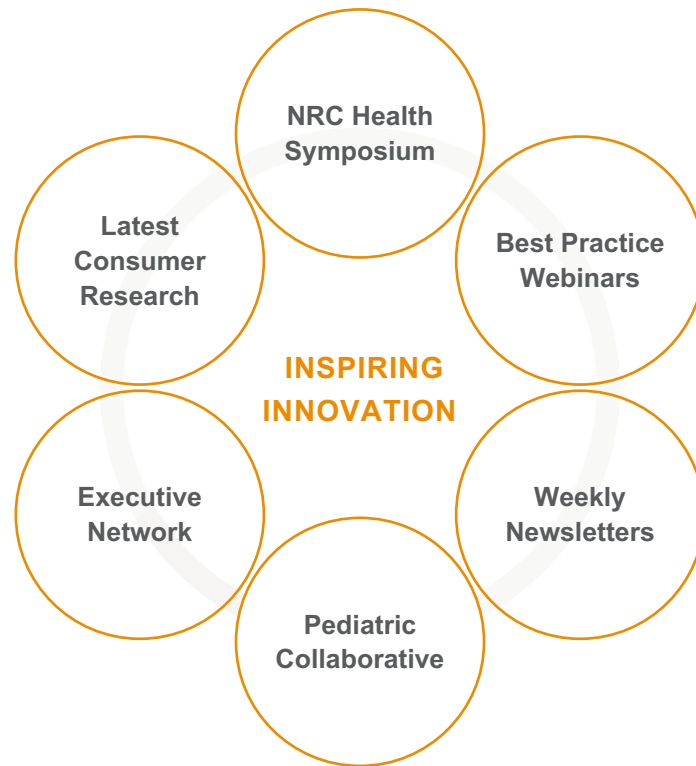 NRC Health
Symposium
Latest
Consumer
Research
Best Practice
Webinars
INSPIRING
INNOVATION
Executive
Network
Weekly
Newsletters
Pediatric
Collaborative